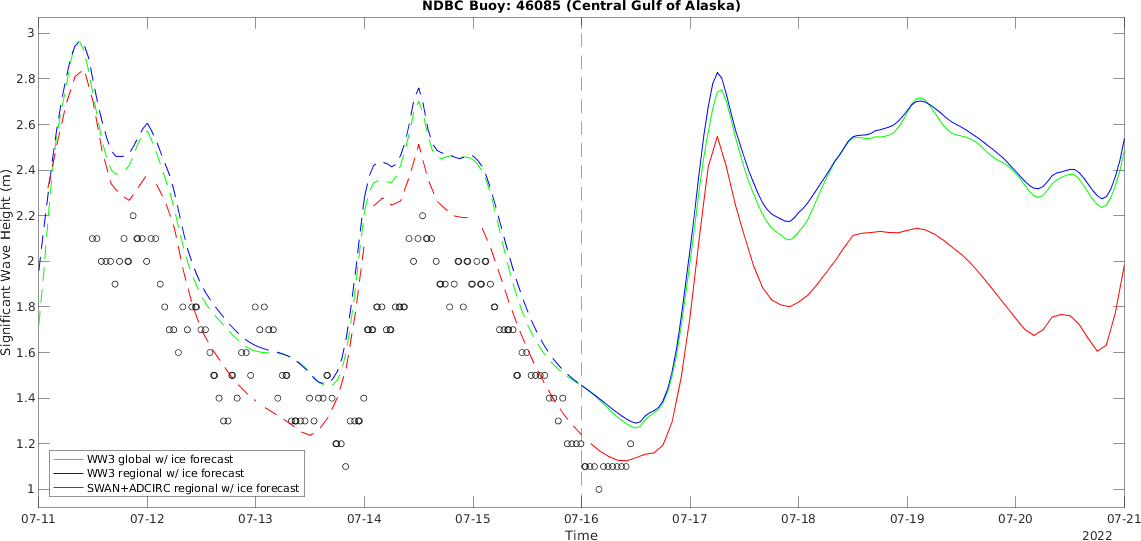 NDBC Buoy: 46085 (Central Gulf of Alaska)
Significant Wave Height (m)
3
2.8
2.6
2.4
2.2
2
1.8
1.6
1.4
1.2
1
WW3 global w/ ice forecast
WW3 regional w/ ice forecast
SWAN+ADCIRC regional w/ ice forecast
07-11 07-12 07-13 07-14 07-15 07-16 07-17 07-18 07-19 07-20 07-21
Time
2022